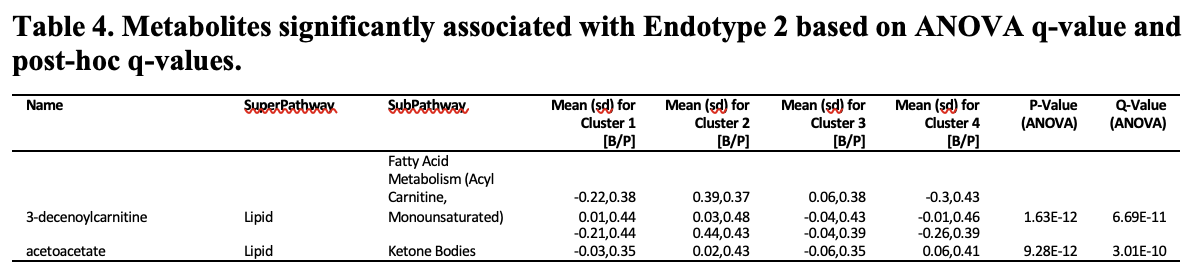 Table 4. Metabolites significantly associated with Endotype 2 based on ANOVA q-value and
post-hoc q-values.
Name SuperPathway SubPathway Mean (sd) for Cluster 1 [B/P] Mean (sd) for Cluster 2 [B/P] Mean (sd) for Cluster 3 [B/P] Mean (sd) for Cluster 4 [B/P] P-Value (ANOVA) Q-Value (ANOVA)
Fatty Acid
Metabolism (Acyl
Carnitine, -0.22,0.38 0.39,0.37 0.06,0.38 -0.3,0.43
3-decenoylcarnitine Lipid Monounsaturated) 0.01,0.44 0.03,0.48 -0.04,0.43 -0.01,0.46 1.63E-12 6.69E-11
-0.21,0.44 0.44,0.43 -0.04,0.39 -0.26,0.39
acetoacetate Lipid Ketone Bodies -0.03,0.35 0.02,0.43 -0.06,0.35 0.06,0.41 9.28E-12 3.01E-10